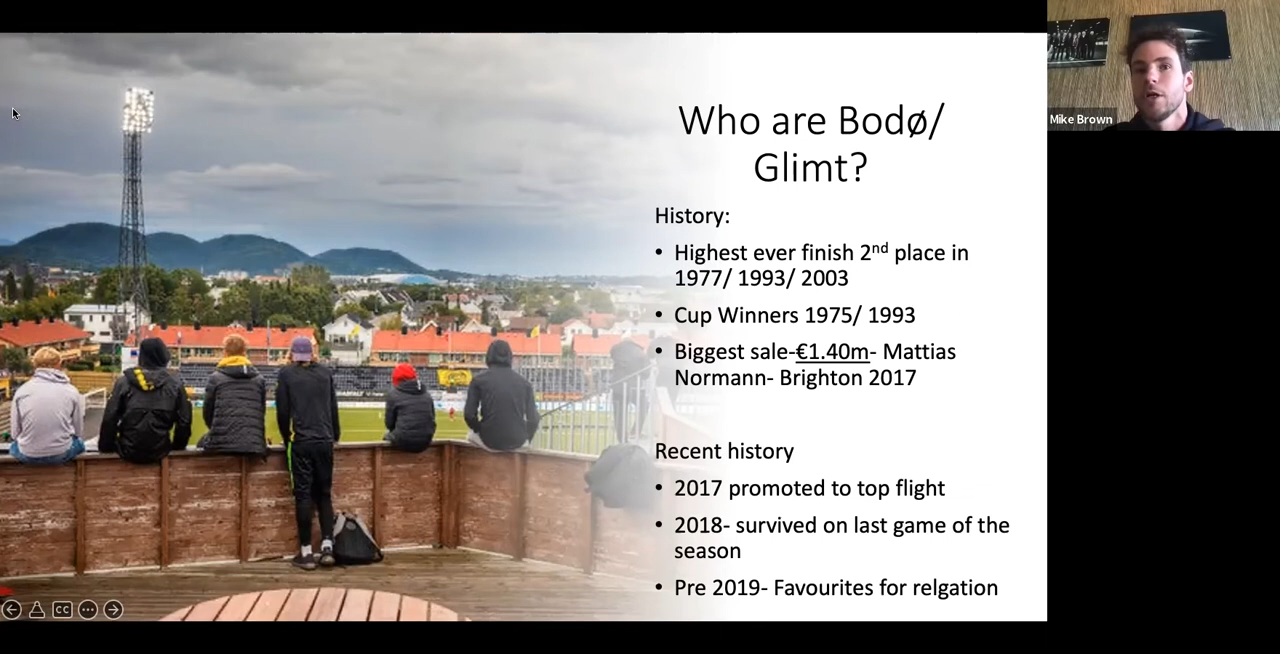 Who are Bodø/
Glimt?
History:
• Highest ever finish 2nd place in
1977/ 1993/ 2003
• Cup Winners 1975/ 1993
• Biggest sale-€1.40m- Mattias
Normann- Brighton 2017
Recent history
• 2017 promoted to top flight
• 2018- survived on last game of the
season
• Pre 2019- Favourites for relgation
Mike Brown
CC